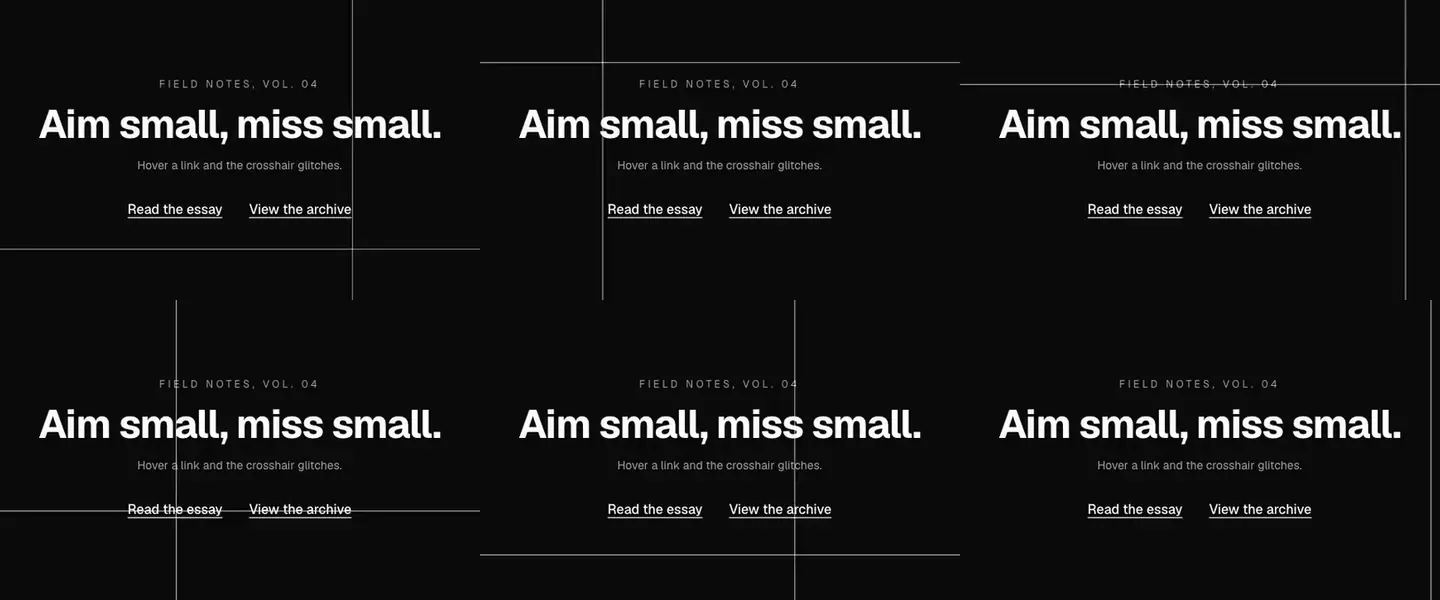 FIELD NOTES, VOL. 04
Aim small, miss small.
Hover a link and the crosshair glitches.
Read the essay View the archive
FIELD NOTES, VOL. 04
Aim small, miss small.
Hover a link and the crosshair glitches.
Read the essay View the archive
FIELD NOTES, VOL. 04
Aim small, miss small.
Hover a link and the crosshair glitches.
Read the essay View the archive
FIELD NOTES, VOL. 04
Aim small, miss small.
Hover a link and the crosshair glitches.
Read the essay View the archive
FIELD NOTES, VOL. 04
Aim small, miss small.
Hover a link and the crosshair glitches.
Read the essay View the archive
FIELD NOTES, VOL. 04
Aim small, miss small.
Hover a link and the crosshair glitches.
Read the essay View the archive